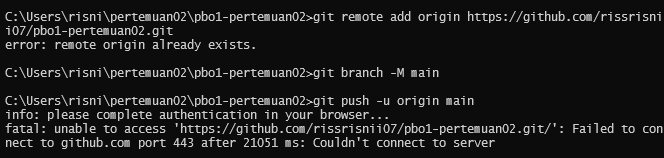 C:\Users\risni\pertemuan02\pbo1-pertemuan02>git remote add origin https://github.com/rissrisni
i07/pbo1-pertemuan02.git
error: remote origin already exists.
C:\Users\risni\pertemuan02\pbo1-pertemuan02>git branch -M main
C:\Users\risni\pertemuan02\pbo1-pertemuan02>git push -u origin main
info: please complete authentication in your browser...
fatal: unable to access 'https://github.com/rissrisnii07/pbo1-pertemuan02.git/': Failed to con
nect to github.com port 443 after 21051 ms: Couldn't connect to server